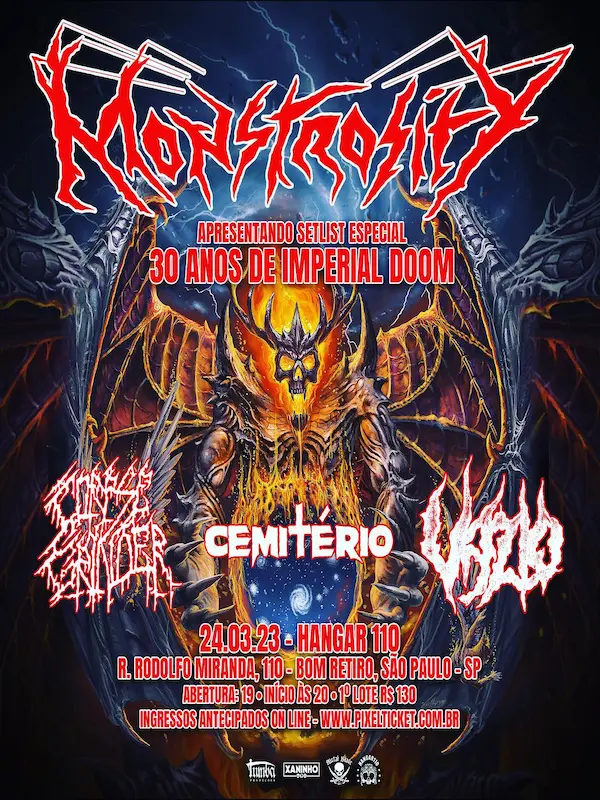 MONSTROSITY
APRESENTANDO SETLIST ESPECIAL
30 ANOS DE IMPERIAL DOOM
CEMITÉRIO
VAZIO
24.03.23 - HANGAR 110
R. RODOLFO MIRANDA, 110 - BOM RETIRO, SÃO PAULO - SP
ABERTURA: 19 • INÍCIO ÀS 20 • 1º LOTE R$ 130
INGRESSOS ANTECIPADOS ON LINE - WWW.PIXELTICKET.COM.BR
Tumba
XANINHO